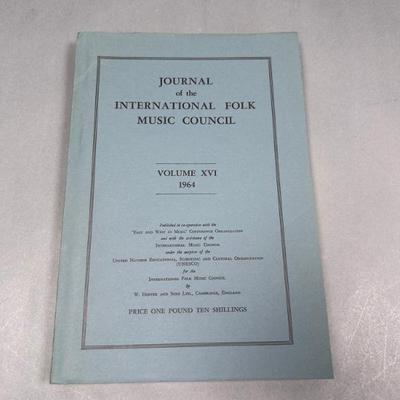 JOURNAL
of the
INTERNATIONAL FOLK
MUSIC COUNCIL
VOLUME XVI
1964
Published in co-operation with the
"East and West in Music" Conference Organization
and with the assistance of the
International Music Council
under the auspices of the
United Nations Educational, Scientific and Cultural Organization
(UNESCO)
for the
International Folk Music Council
by
W. Heffer and Sons Ltd., Cambridge, England
PRICE ONE POUND TEN SHILLINGS